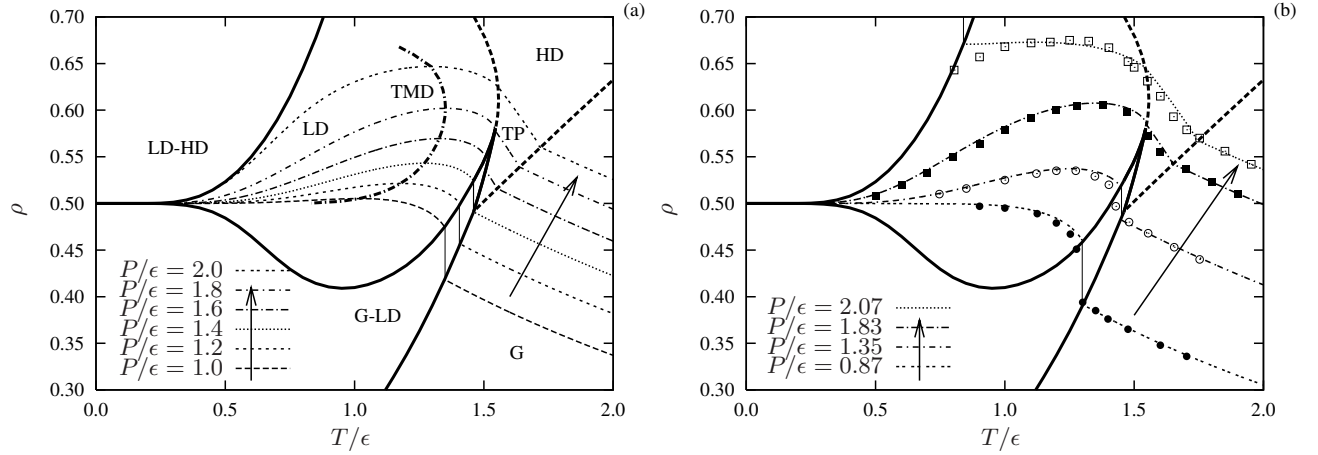 (a)
0.70
0.65
0.60
0.55
0.50
0.45
0.40
0.35
0.30
ρ
HD
TMD
LD
TP
LD-HD
G-LD
G
P/ϵ = 2.0
P/ϵ = 1.8
P/ϵ = 1.6
P/ϵ = 1.4
P/ϵ = 1.2
P/ϵ = 1.0
0.0 0.5 1.0 1.5 2.0
T/ϵ
(b)
0.70
0.65
0.60
0.55
0.50
0.45
0.40
0.35
0.30
ρ
P/ϵ = 2.07
P/ϵ = 1.83
P/ϵ = 1.35
P/ϵ = 0.87
0.0 0.5 1.0 1.5 2.0
T/ϵ